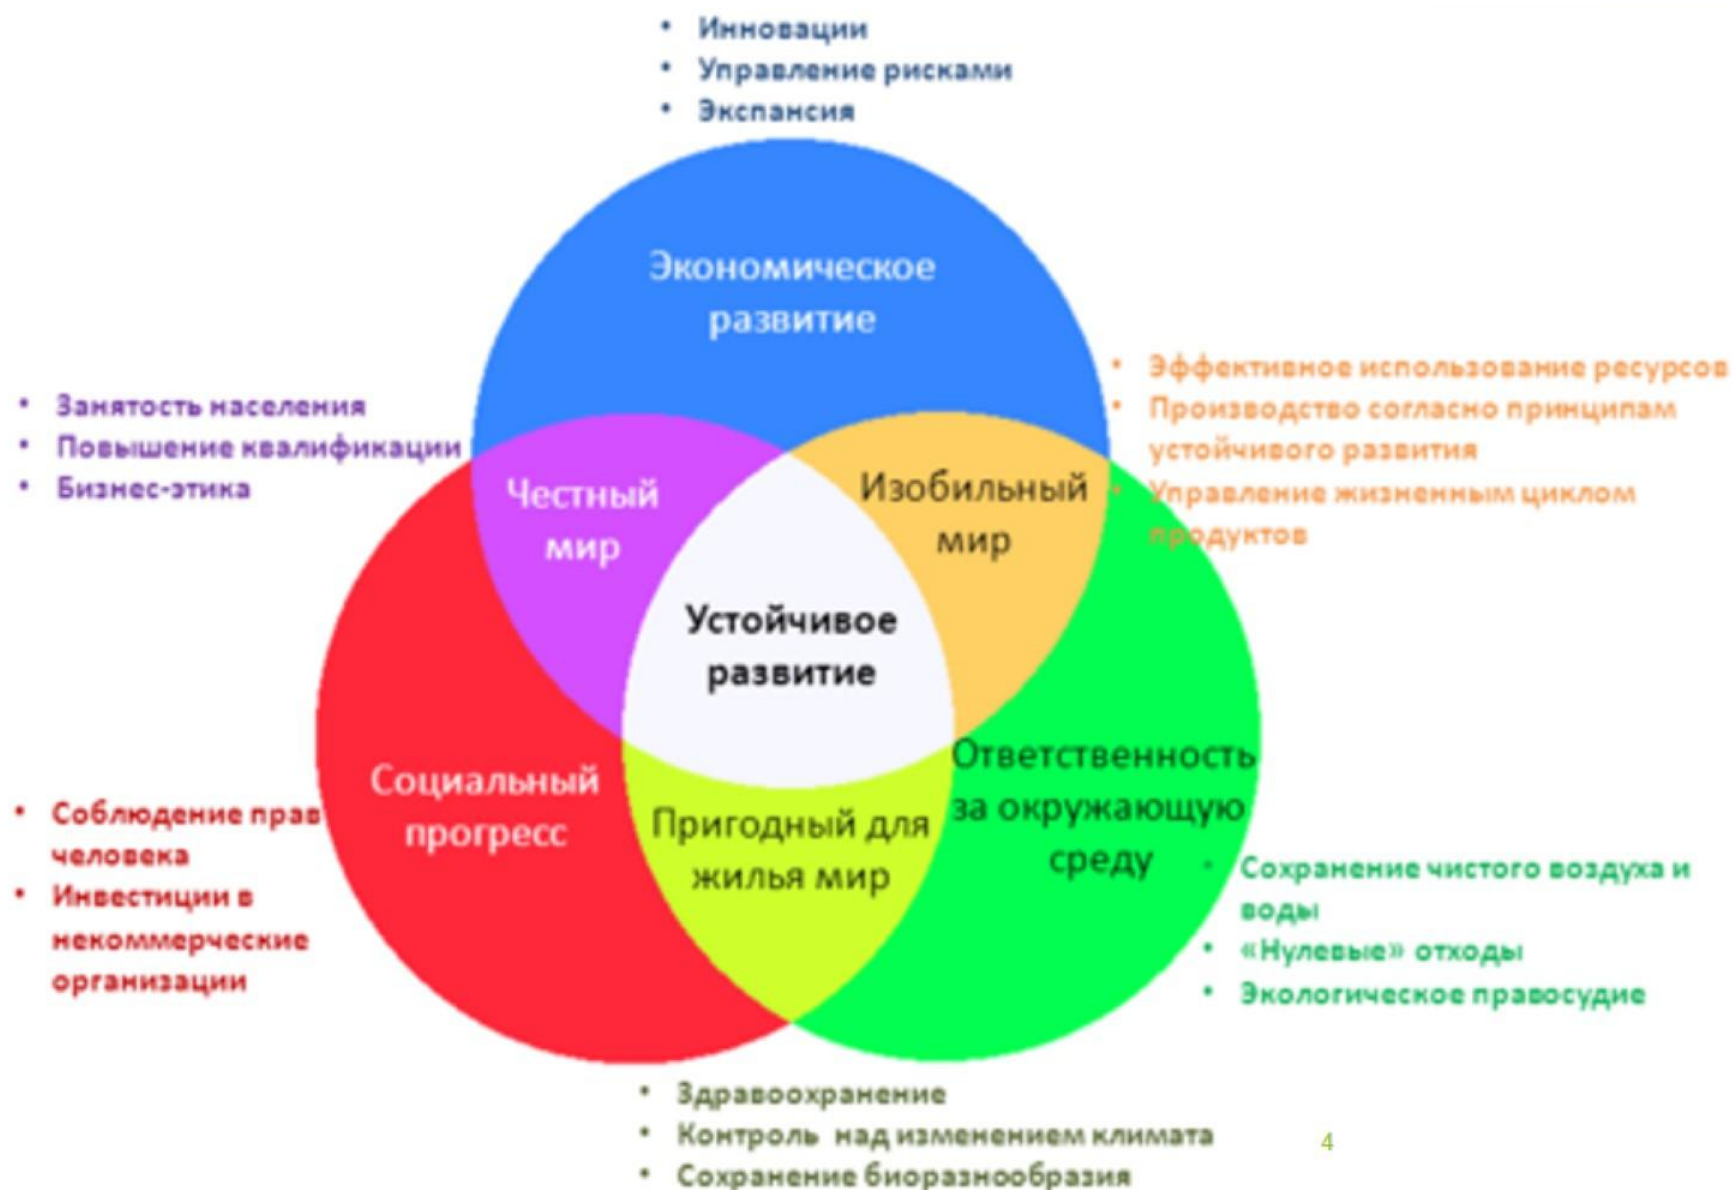 • Инновации
• Управление рисками
• Экспансия
Экономическое
развитие
• Занятость населения
• Повышение квалификации
• Бизнес-этика
• Эффективное использование ресурсов
• Производство согласно принципам
устойчивого развития
• Управление жизненным циклом
продуктов
Честный
мир
Изобильный
мир
Устойчивое
развитие
Социальный
прогресс
Пригодный для
жилья мир
Ответственность
за окружающую
среду
• Соблюдение прав
человека
• Инвестиции в
некоммерческие
организации
• Сохранение чистого воздуха и
воды
• «Нулевые» отходы
• Экологическое правосудие
• Здравоохранение
• Контроль над изменением климата
• Сохранение биоразнообразия
4